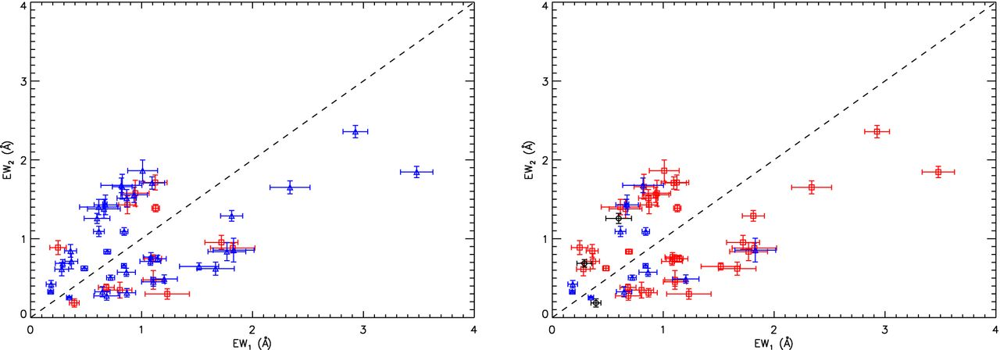 4 4
3 3
EW₂ (Å) EW₂ (Å)
2 2
1 1
0 0
0 1 2 3 4 0 1 2 3 4
EW₁ (Å) EW₁ (Å)